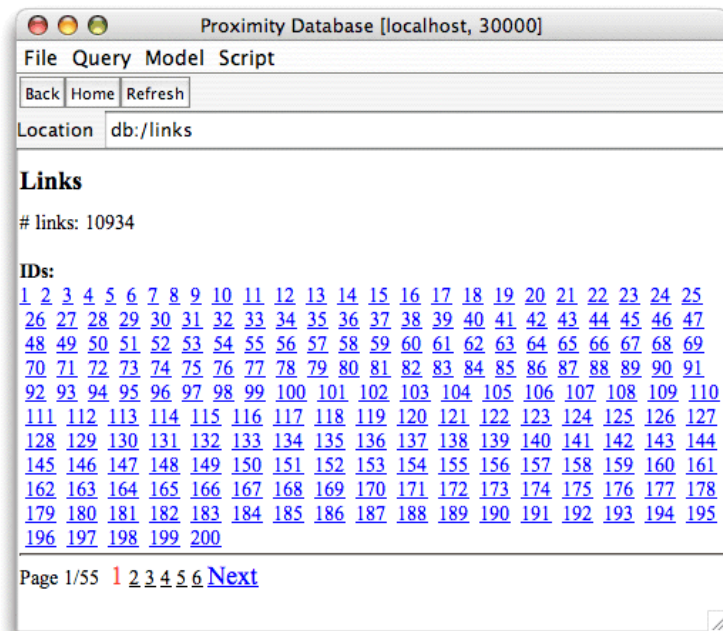 Proximity Database [localhost, 30000]
File Query Model Script
Back Home Refresh
Location db:/links
Links
# links: 10934
IDs:
1 2 3 4 5 6 7 8 9 10 11 12 13 14 15 16 17 18 19 20 21 22 23 24 25
26 27 28 29 30 31 32 33 34 35 36 37 38 39 40 41 42 43 44 45 46 47
48 49 50 51 52 53 54 55 56 57 58 59 60 61 62 63 64 65 66 67 68 69
70 71 72 73 74 75 76 77 78 79 80 81 82 83 84 85 86 87 88 89 90 91
92 93 94 95 96 97 98 99 100 101 102 103 104 105 106 107 108 109 110
111 112 113 114 115 116 117 118 119 120 121 122 123 124 125 126 127
128 129 130 131 132 133 134 135 136 137 138 139 140 141 142 143 144
145 146 147 148 149 150 151 152 153 154 155 156 157 158 159 160 161
162 163 164 165 166 167 168 169 170 171 172 173 174 175 176 177 178
179 180 181 182 183 184 185 186 187 188 189 190 191 192 193 194 195
196 197 198 199 200
Page 1/55 1 2 3 4 5 6 Next